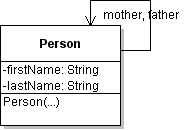 mother, father
Person
-firstName: String
-lastName: String
Person(...)